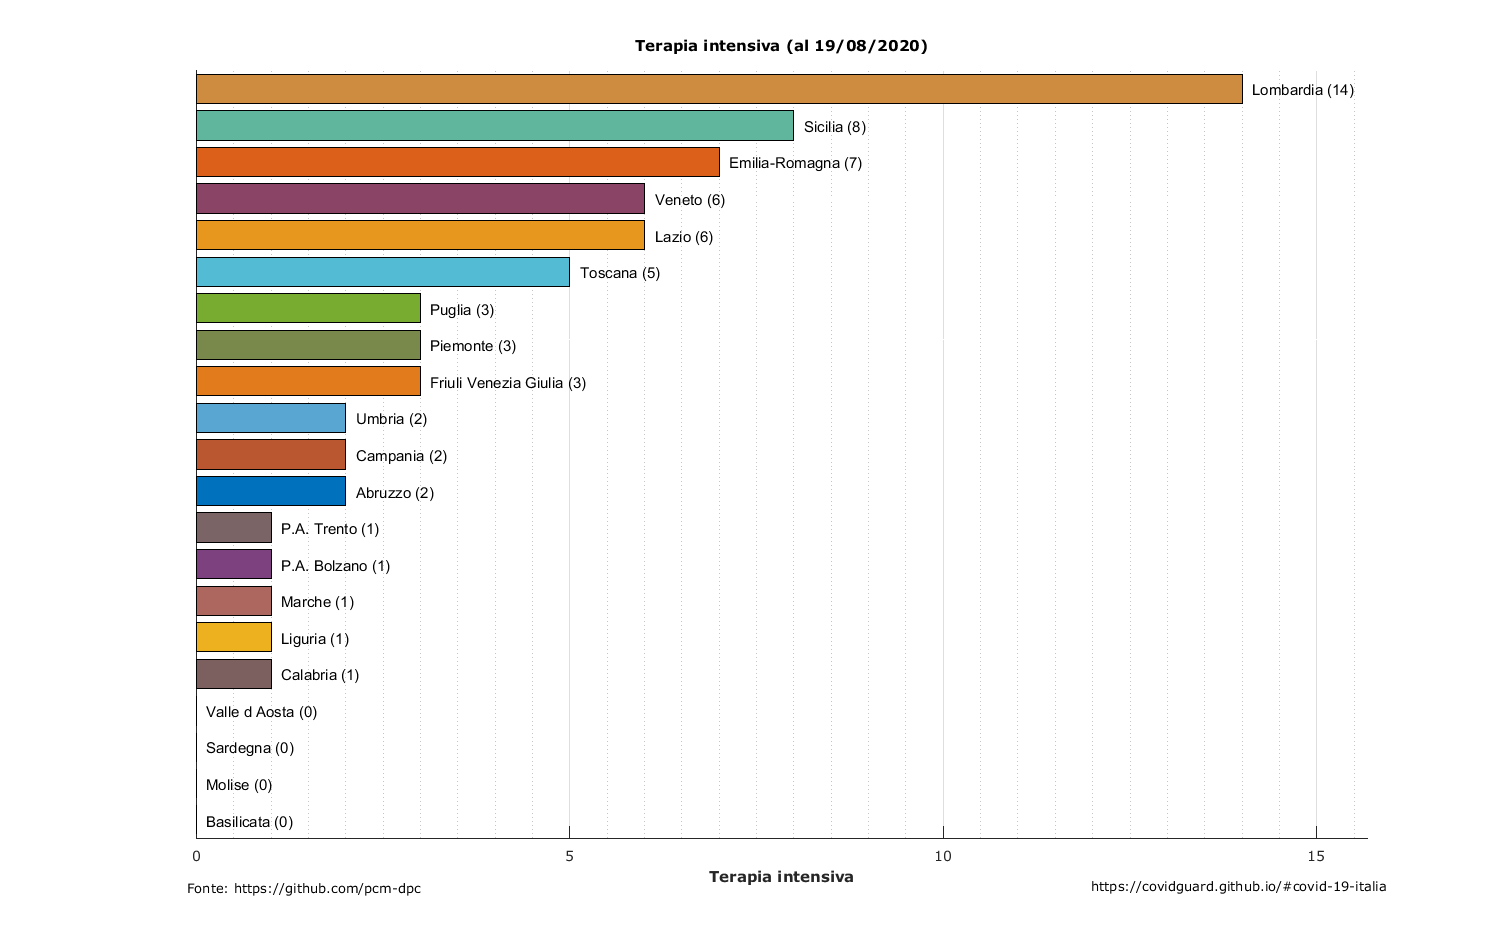 Terapia intensiva (al 19/08/2020)
Lombardia (14)
Sicilia (8)
Emilia-Romagna (7)
Veneto (6)
Lazio (6)
Toscana (5)
Puglia (3)
Piemonte (3)
Friuli Venezia Giulia (3)
Umbria (2)
Campania (2)
Abruzzo (2)
P.A. Trento (1)
P.A. Bolzano (1)
Marche (1)
Liguria (1)
Calabria (1)
Valle d Aosta (0)
Sardegna (0)
Molise (0)
Basilicata (0)
0 5 10 15
Terapia intensiva
Fonte: https://github.com/pcm-dpc
https://covidguard.github.io/#covid-19-italia